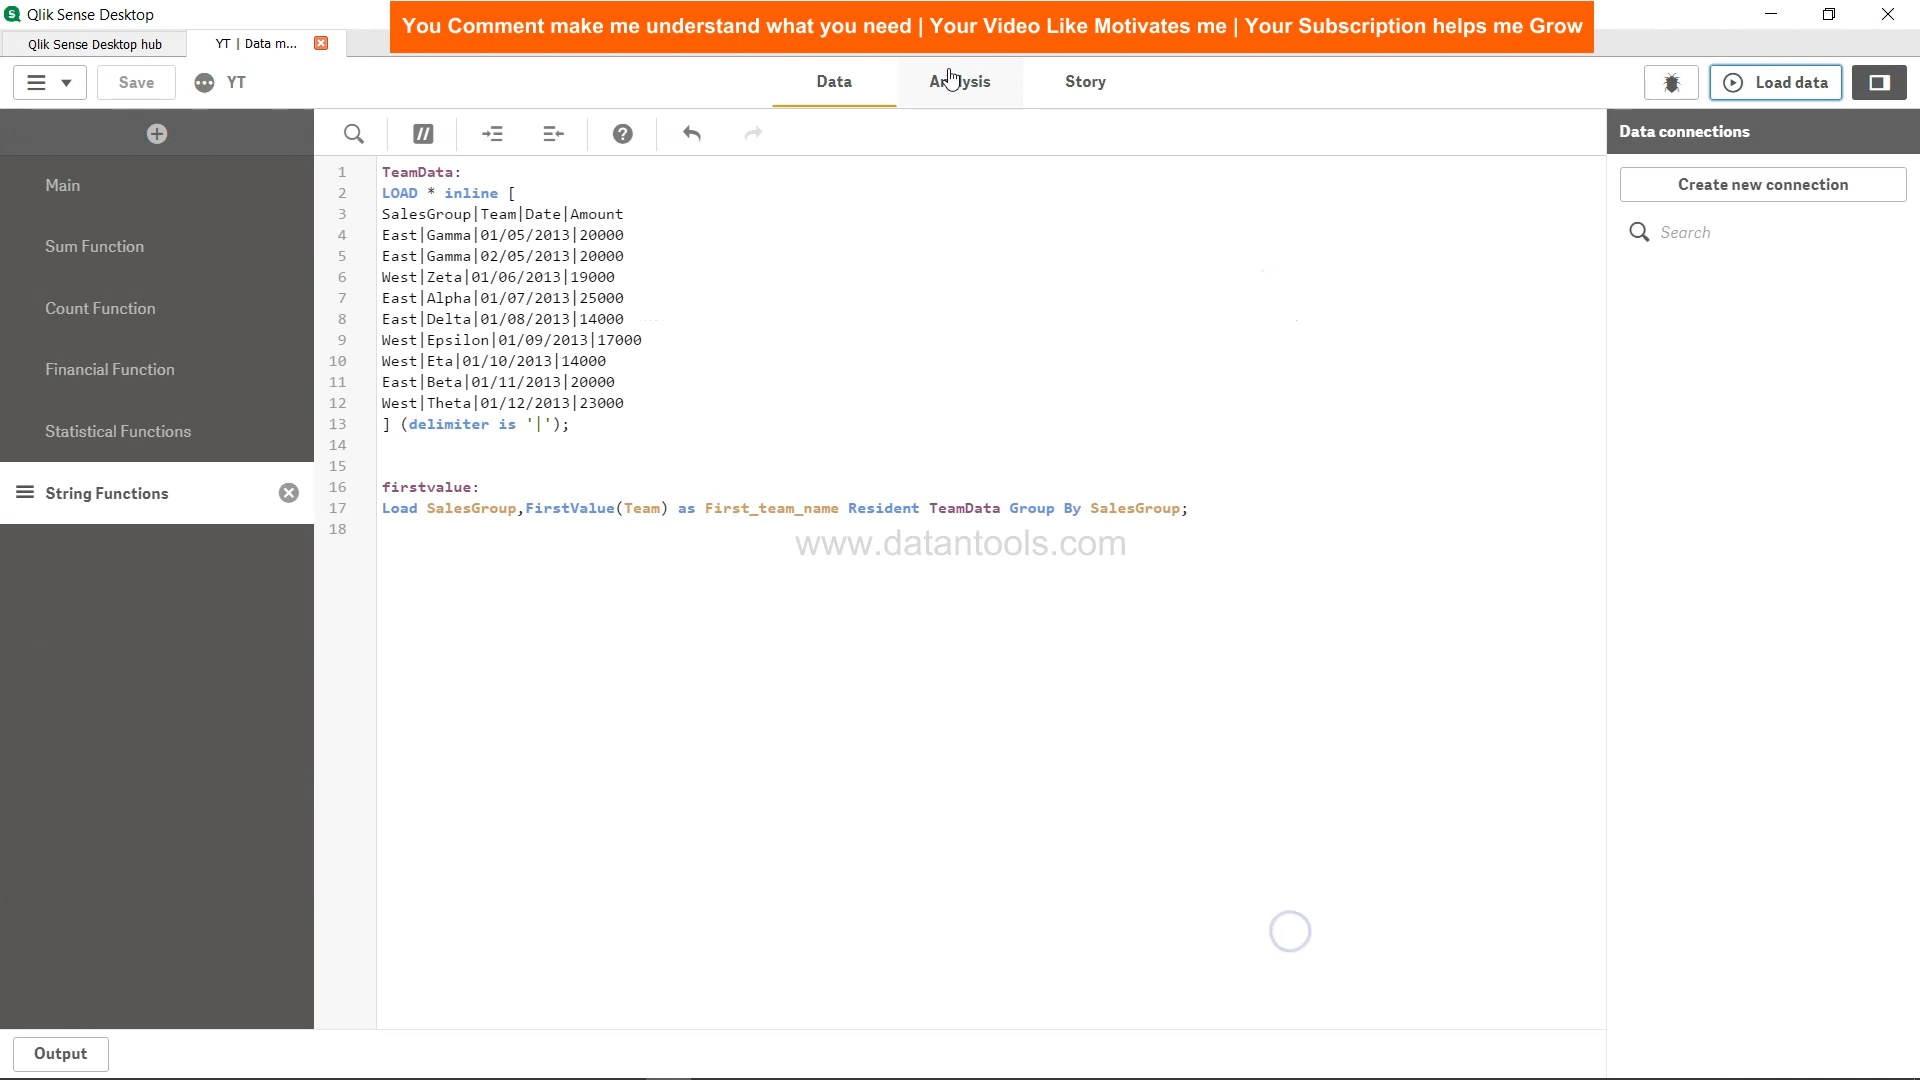 Qlik Sense Desktop
You Comment make me understand what you need | Your Video Like Motivates me | Your Subscription helps me Grow
Qlik Sense Desktop hub
YT | Data m...
Save
YT
Data
Analysis
Story
Load data
Data connections
Create new connection
Search
Main
Sum Function
Count Function
Financial Function
Statistical Functions
String Functions
1 TeamData:
2 LOAD * inline [
3 SalesGroup|Team|Date|Amount
4 East|Gamma|01/05/2013|20000
5 East|Gamma|02/05/2013|20000
6 West|Zeta|01/06/2013|19000
7 East|Alpha|01/07/2013|25000
8 East|Delta|01/08/2013|14000
9 West|Epsilon|01/09/2013|17000
10 West|Eta|01/10/2013|14000
11 East|Beta|01/11/2013|20000
12 West|Theta|01/12/2013|23000
13 ] (delimiter is '|');
14
15
16 firstvalue:
17 Load SalesGroup,FirstValue(Team) as First_team_name Resident TeamData Group By SalesGroup;
18
www.datantools.com
Output